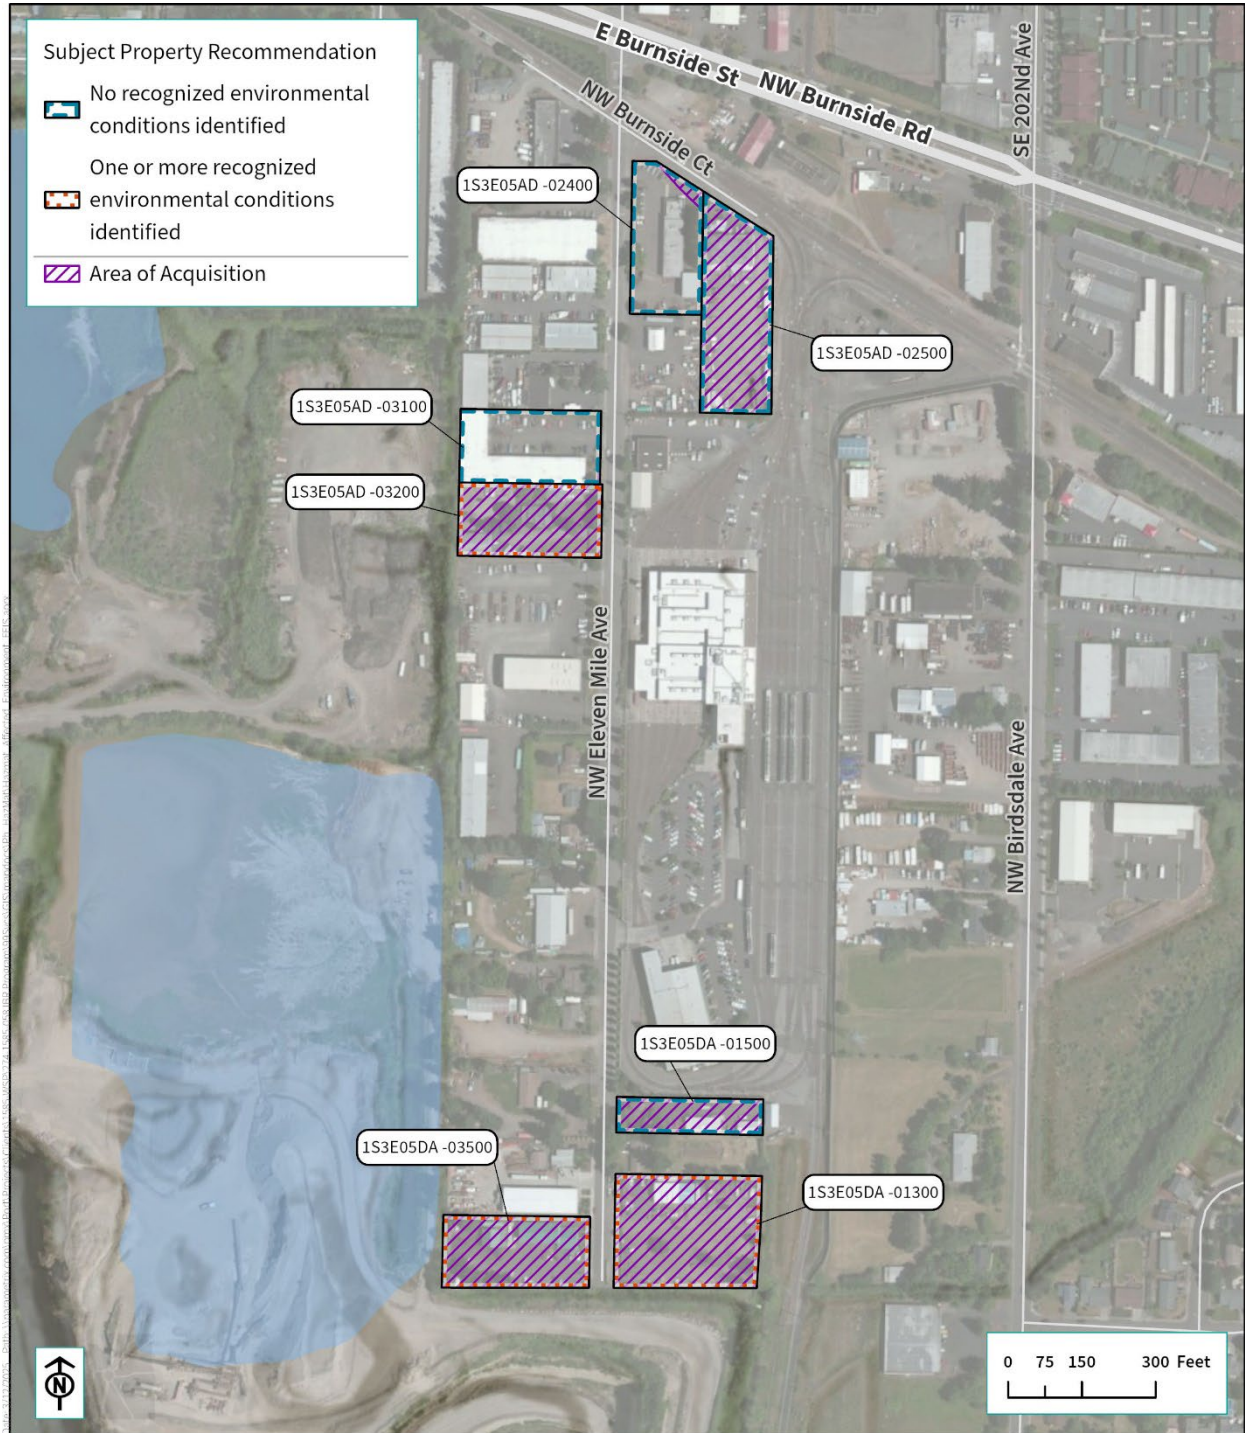 Subject Property Recommendation
No recognized environmental
conditions identified
One or more recognized
environmental conditions
identified
Area of Acquisition
E Burnside St
NW Burnside Rd
SE 202Nd Ave
NW Burnside Ct
1S3E05AD -02400
1S3E05AD -02500
1S3E05AD -03100
1S3E05AD -03200
NW Eleven Mile Ave
NW Birdsdale Ave
1S3E05DA -01500
1S3E05DA -03500
1S3E05DA -01300
N
0 75 150 300 Feet